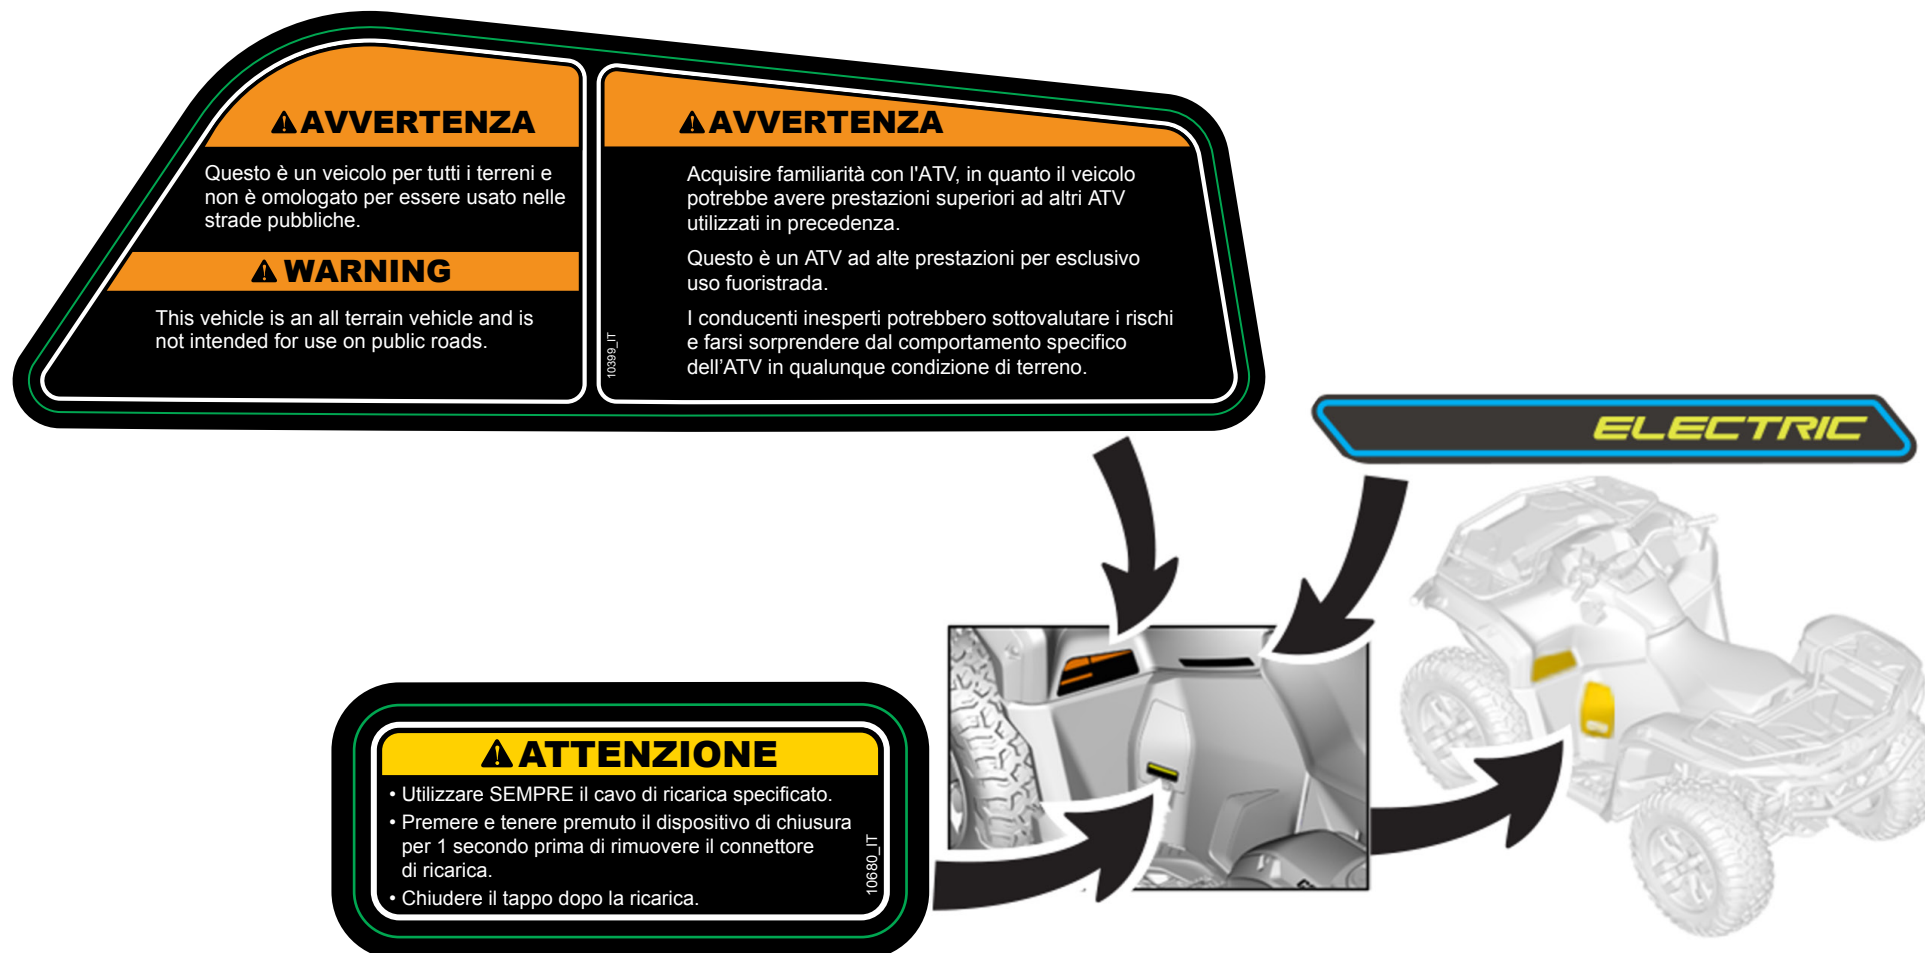 AVVERTENZA
Questo è un veicolo per tutti i terreni e
non è omologato per essere usato nelle
strade pubbliche.
WARNING
This vehicle is an all terrain vehicle and is
not intended for use on public roads.
AVVERTENZA
Acquisire familiarità con l'ATV, in quanto il veicolo
potrebbe avere prestazioni superiori ad altri ATV
utilizzati in precedenza.
Questo è un ATV ad alte prestazioni per esclusivo
uso fuoristrada.
I conducenti inesperti potrebbero sottovalutare i rischi
e farsi sorprendere dal comportamento specifico
dell'ATV in qualunque condizione di terreno.
10399_IT
ELECTRIC
ATTENZIONE
• Utilizzare SEMPRE il cavo di ricarica specificato.
• Premere e tenere premuto il dispositivo di chiusura
per 1 secondo prima di rimuovere il connettore
di ricarica.
• Chiudere il tappo dopo la ricarica.
10680_IT